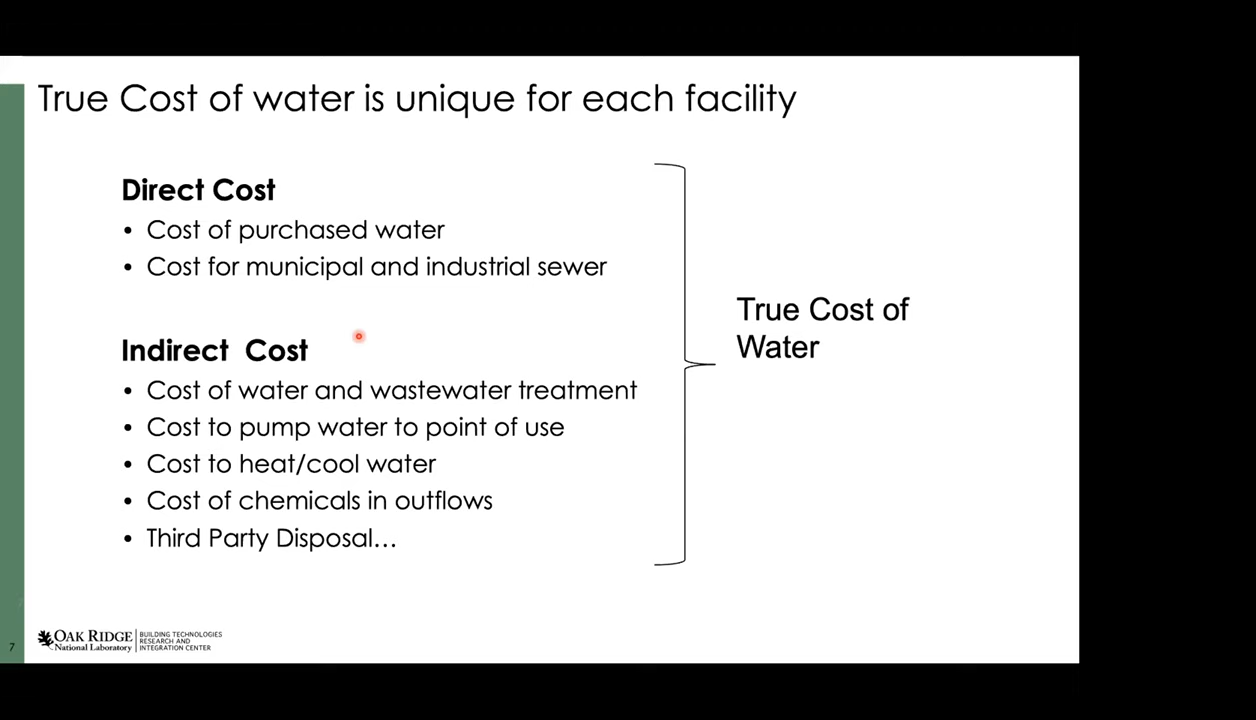 True Cost of water is unique for each facility
Direct Cost
• Cost of purchased water
• Cost for municipal and industrial sewer
Indirect Cost
• Cost of water and wastewater treatment
• Cost to pump water to point of use
• Cost to heat/cool water
• Cost of chemicals in outflows
• Third Party Disposal…
True Cost of
Water
7
7
OAK RIDGE
National Laboratory
BUILDING TECHNOLOGIES
RESEARCH AND
INTEGRATION CENTER